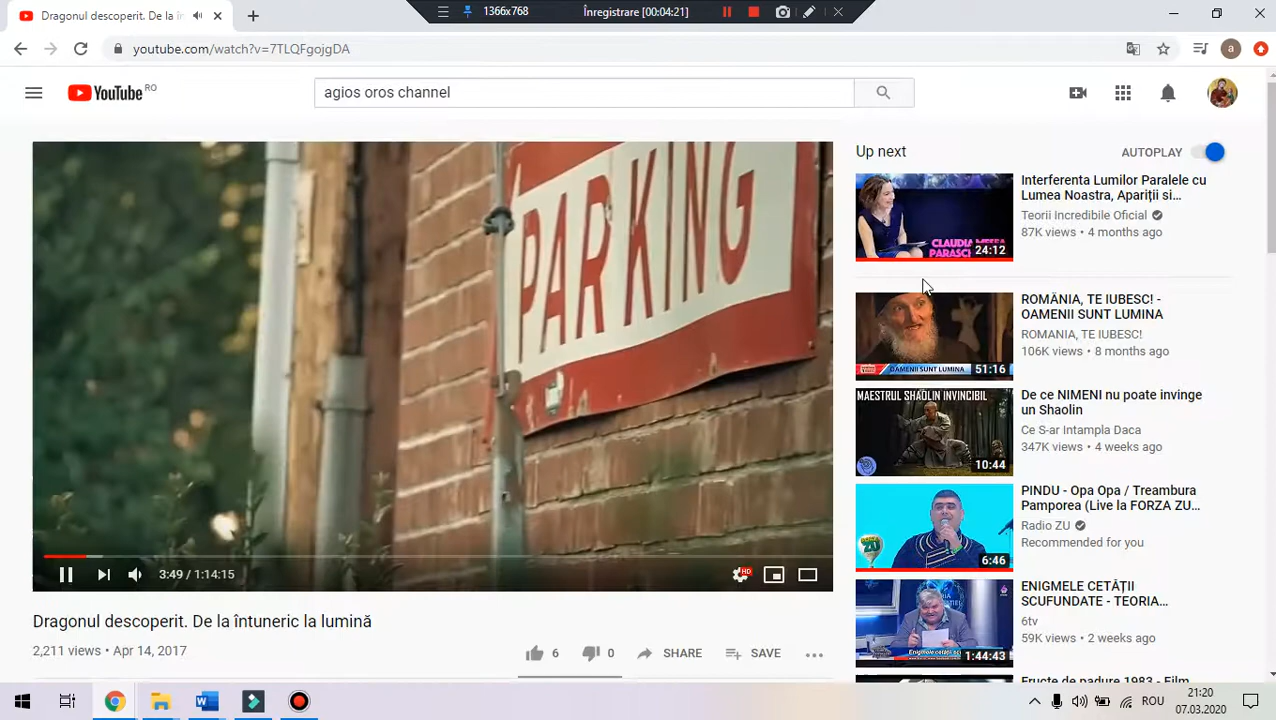 Dragonul descoperit. De la în
1366x768
Înregistrare [00:04:21]
youtube.com/watch?v=7TLQFgojgDA
a
YouTube RO
agios oros channel
PARKING
3:49 / 1:14:15
HD
Dragonul descoperit. De la întuneric la lumină
2,211 views • Apr 14, 2017
6
0
SHARE
SAVE
Up next
AUTOPLAY
CLAUDIA
24:12
Interferenta Lumilor Paralele cu
Lumea Noastra, Apariții si...
Teorii Incredibile Oficial
87K views • 4 months ago
OAMENII SUNT LUMINA
51:16
ROMÂNIA, TE IUBESC! -
OAMENII SUNT LUMINA
ROMANIA, TE IUBESC!
106K views • 8 months ago
MAESTRUL SHAOLIN INVINCIBIL
10:44
De ce NIMENI nu poate invinge
un Shaolin
Ce S-ar Intampla Daca
347K views • 4 weeks ago
6:46
PINDU - Opa Opa / Treambura
Pamporea (Live la FORZA ZU...
Radio ZU
Recommended for you
1:44:43
ENIGMELE CETĂȚII
SCUFUNDATE - TEORIA...
6tv
59K views • 2 weeks ago
Fructe de padure 1983 - Film
ROU
21:20
07.03.2020